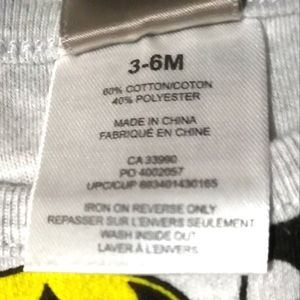 3-6M
60% COTTON/COTON
40% POLYESTER
MADE IN CHINA
FABRIQUÉ EN CHINE
CA 33980
PO 4002057
UPC/CUP 693401430165
IRON ON REVERSE ONLY
REPASSER SUR L'ENVERS SEULEMENT
WASH INSIDE OUT
LAVER À L'ENVERS